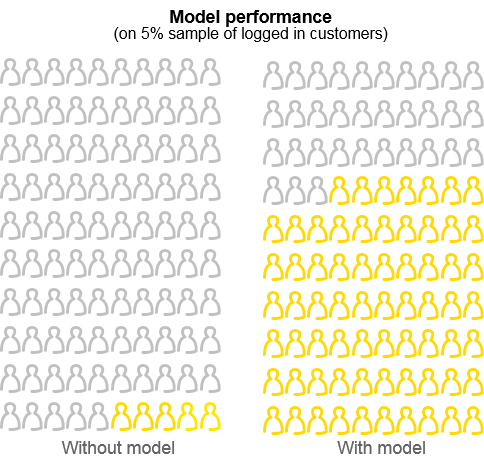 Model performance
(on 5% sample of logged in customers)
Without model
With model